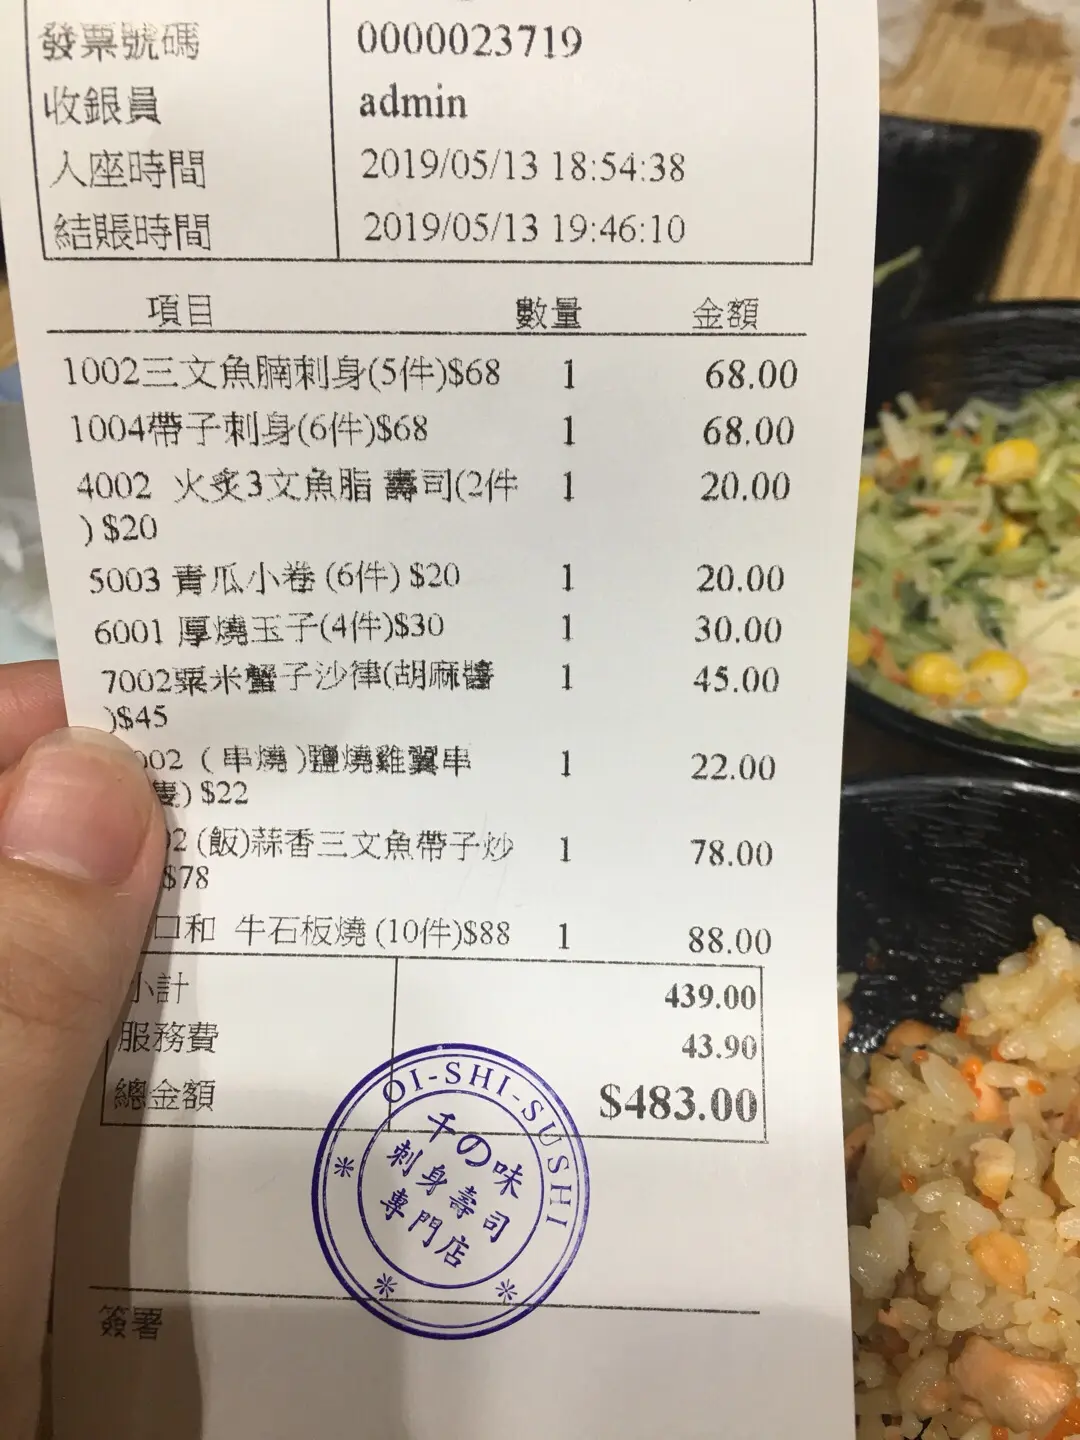 發票號碼 0000023719
收銀員 admin
入座時間 2019/05/13 18:54:38
結賬時間 2019/05/13 19:46:10
項目 數量 金額
1002三文魚腩刺身(5件)$68 1 68.00
1004帶子刺身(6件)$68 1 68.00
4002 火炙3文魚脂 壽司(2件 1 20.00
)$20
5003 青瓜小卷 (6件) $20 1 20.00
6001 厚燒玉子(4件)$30 1 30.00
7002粟米蟹子沙律(胡麻醬 1 45.00
)$45
002 ( 串燒 )鹽燒雞翼串 1 22.00
隻) $22
02 (飯)蒜香三文魚帶子炒 1 78.00
$78
口和 牛石板燒 (10件)$88 1 88.00
小計 439.00
服務費 43.90
總金額 $483.00
OI-SHI-SUSHI
千の味
刺身壽司
專門店
簽署